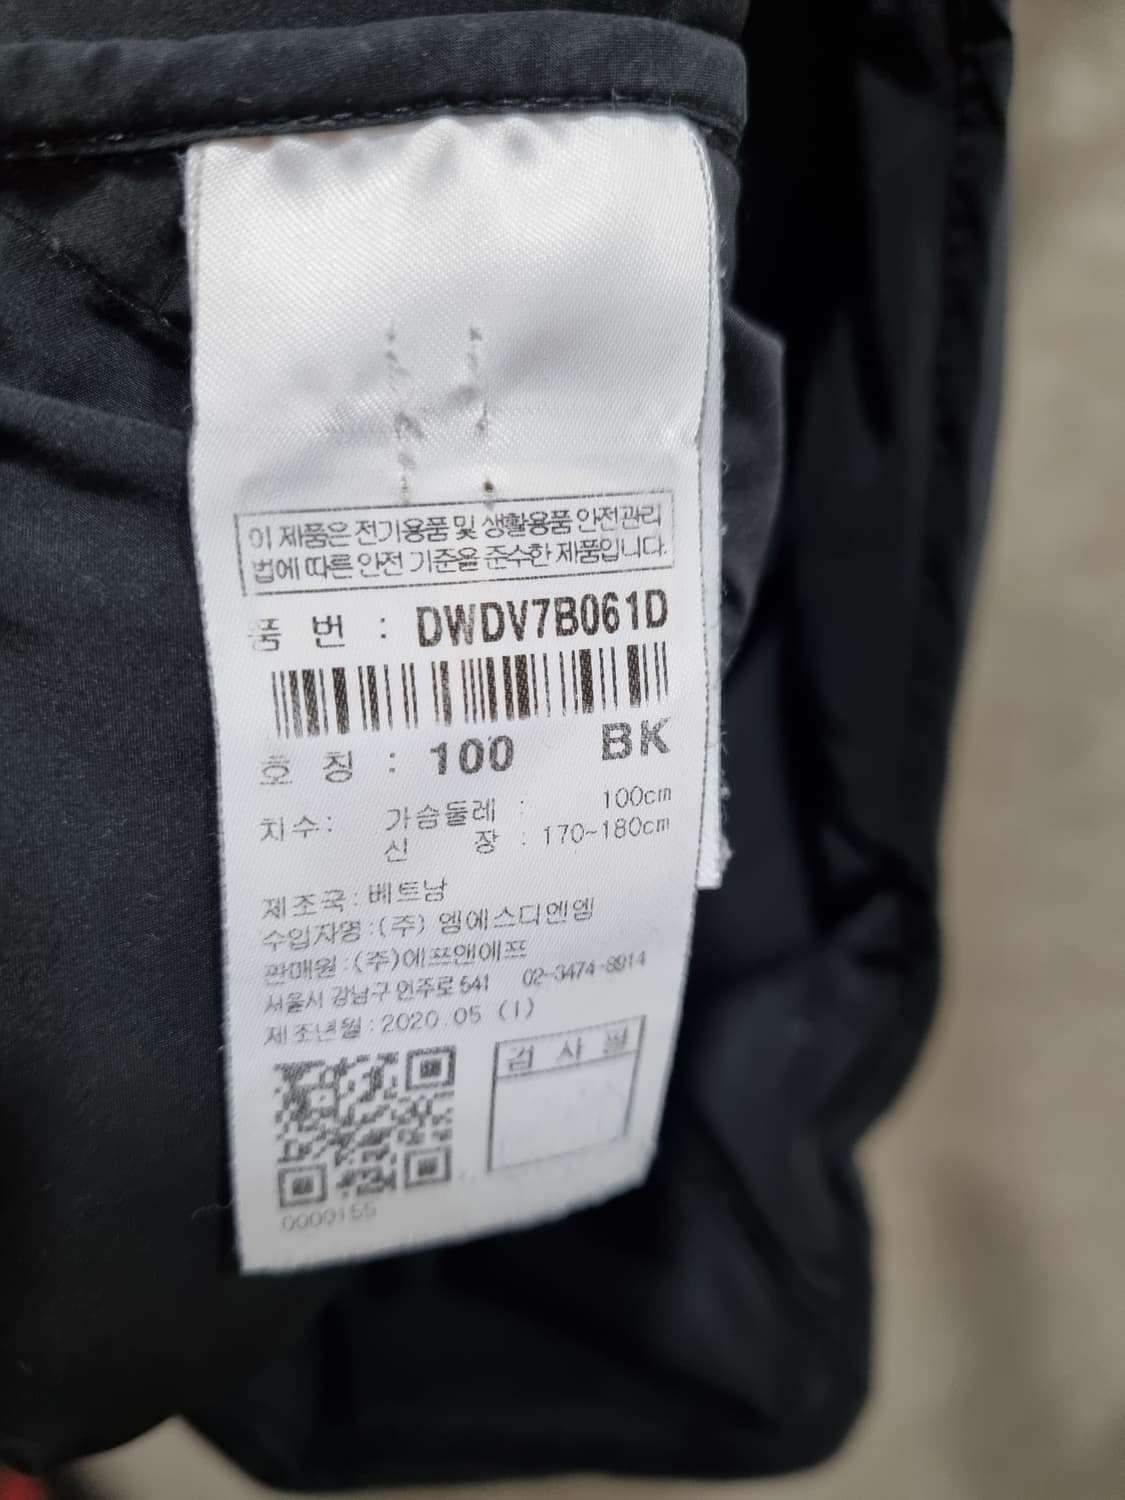 이 제품은 전기용품 및 생활용품 안전관리
법에 따른 안전 기준을 준수한 제품입니다.
품 번 : DWDV7B061D
호 칭 : 100 BK
치수: 가슴둘레 : 100cm
신 장 : 170~180cm
제조국:베트남
수입자명:(주) 엠에스디앤엠
판매원:(주)에프앤에프
서울시 강남구 언주로 541 02-3474-8914
제조년월:2020.05 (1)
검 사 필
0000155